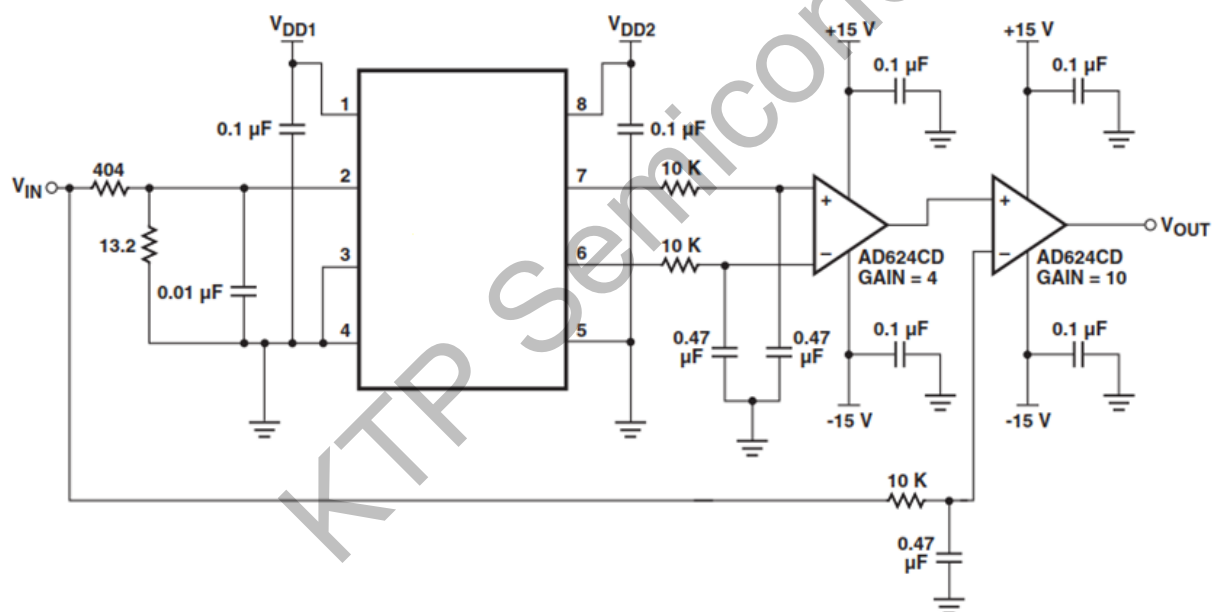 VDD1
VDD2
+15 V
+15 V
0.1 µF
0.1 µF
1
8
0.1 µF
0.1 µF
404
10 K
VIN
2
7
+
+
VOUT
13.2
10 K
3
6
–
–
AD624CD
GAIN = 4
AD624CD
GAIN = 10
0.01 µF
4
5
0.47
µF
0.47
µF
0.1 µF
0.1 µF
-15 V
-15 V
10 K
0.47
µF
KTP Semicon